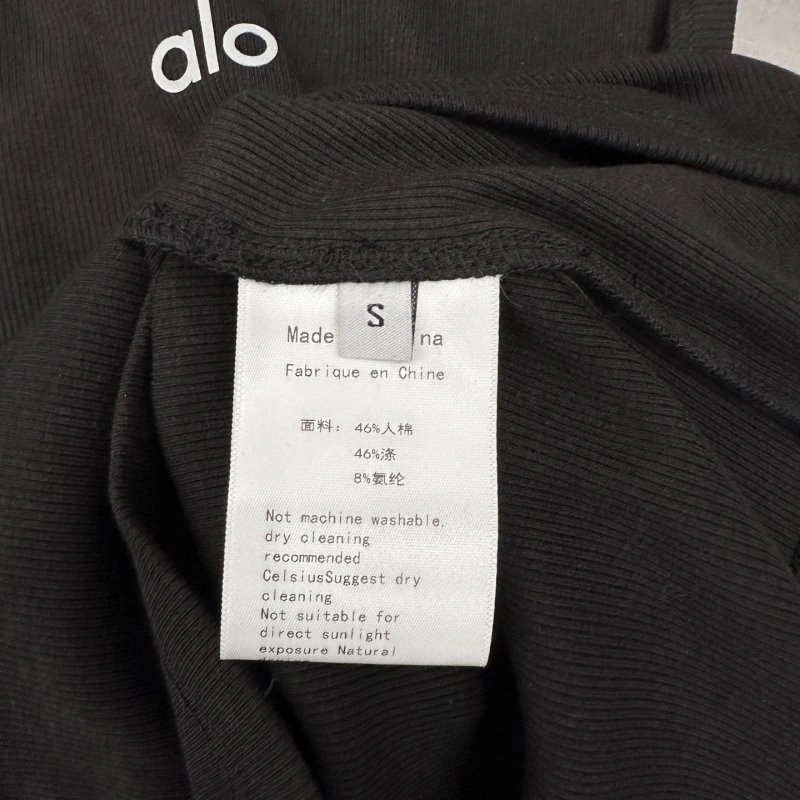 alo
S
Made na
Fabrique en Chine
面料: 46%人棉
46%涤
8%氨纶
Not machine washable.
dry cleaning
recommended
CelsiusSuggest dry
cleaning
Not suitable for
direct sunlight
exposure Natural